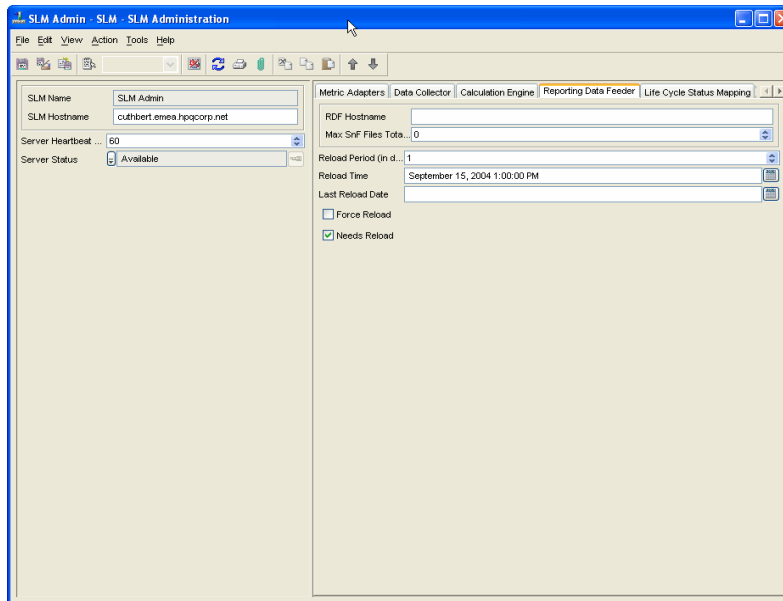 SLM Admin - SLM - SLM Administration
File Edit View Action Tools Help
SLM Name SLM Admin
SLM Hostname cuthbert.emea.hpqcorp.net
Server Heartbeat ... 60
Server Status Available
Metric Adapters Data Collector Calculation Engine Reporting Data Feeder Life Cycle Status Mapping
RDF Hostname
Max SnF Files Tota... 0
Reload Period (in d... 1
Reload Time September 15, 2004 1:00:00 PM
Last Reload Date
Force Reload
Needs Reload